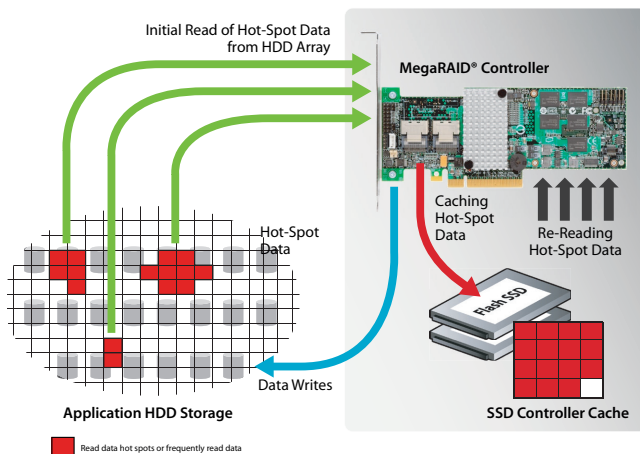 Initial Read of Hot-Spot Data
from HDD Array
MegaRAID® Controller
Hot-Spot
Data
Caching
Hot-Spot
Data
Re-Reading
Hot-Spot Data
Flash SSD
Data Writes
Application HDD Storage
SSD Controller Cache
Read data hot spots or frequently read data